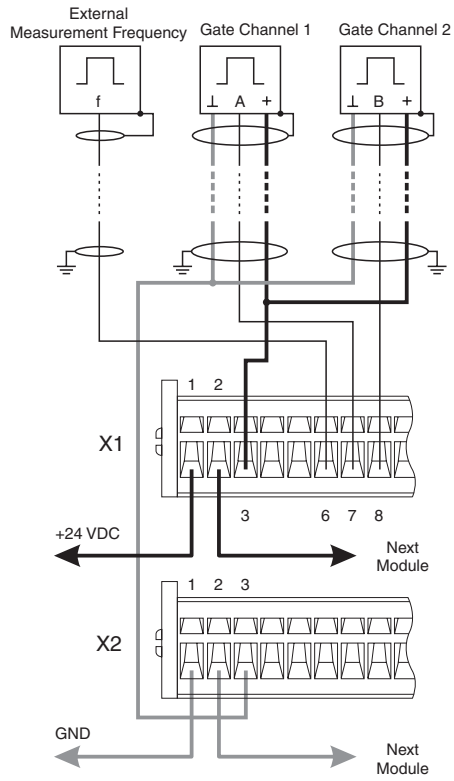 External
Measurement Frequency
Gate Channel 1
Gate Channel 2
f
⊥ A +
⊥ B +
1 2
X1
3 6 7 8
+24 VDC
Next
Module
1 2 3
X2
GND
Next
Module